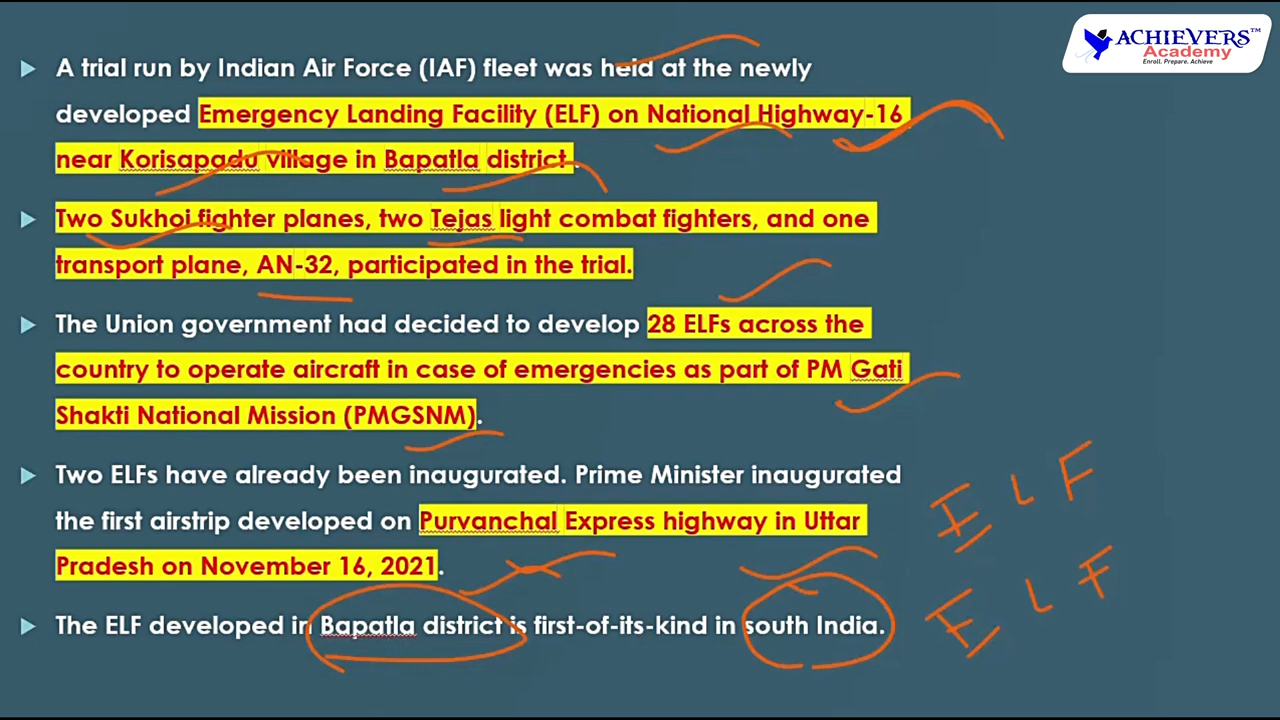 ACHIEVERS™
Academy
Enroll. Prepare. Achieve
A trial run by Indian Air Force (IAF) fleet was held at the newly
developed Emergency Landing Facility (ELF) on National Highway-16
near Korisapadu village in Bapatla district.
Two Sukhoi fighter planes, two Tejas light combat fighters, and one
transport plane, AN-32, participated in the trial.
The Union government had decided to develop 28 ELFs across the
country to operate aircraft in case of emergencies as part of PM Gati
Shakti National Mission (PMGSNM).
Two ELFs have already been inaugurated. Prime Minister inaugurated
the first airstrip developed on Purvanchal Express highway in Uttar
Pradesh on November 16, 2021.
The ELF developed in Bapatla district is first-of-its-kind in south India.
ELF
ELF